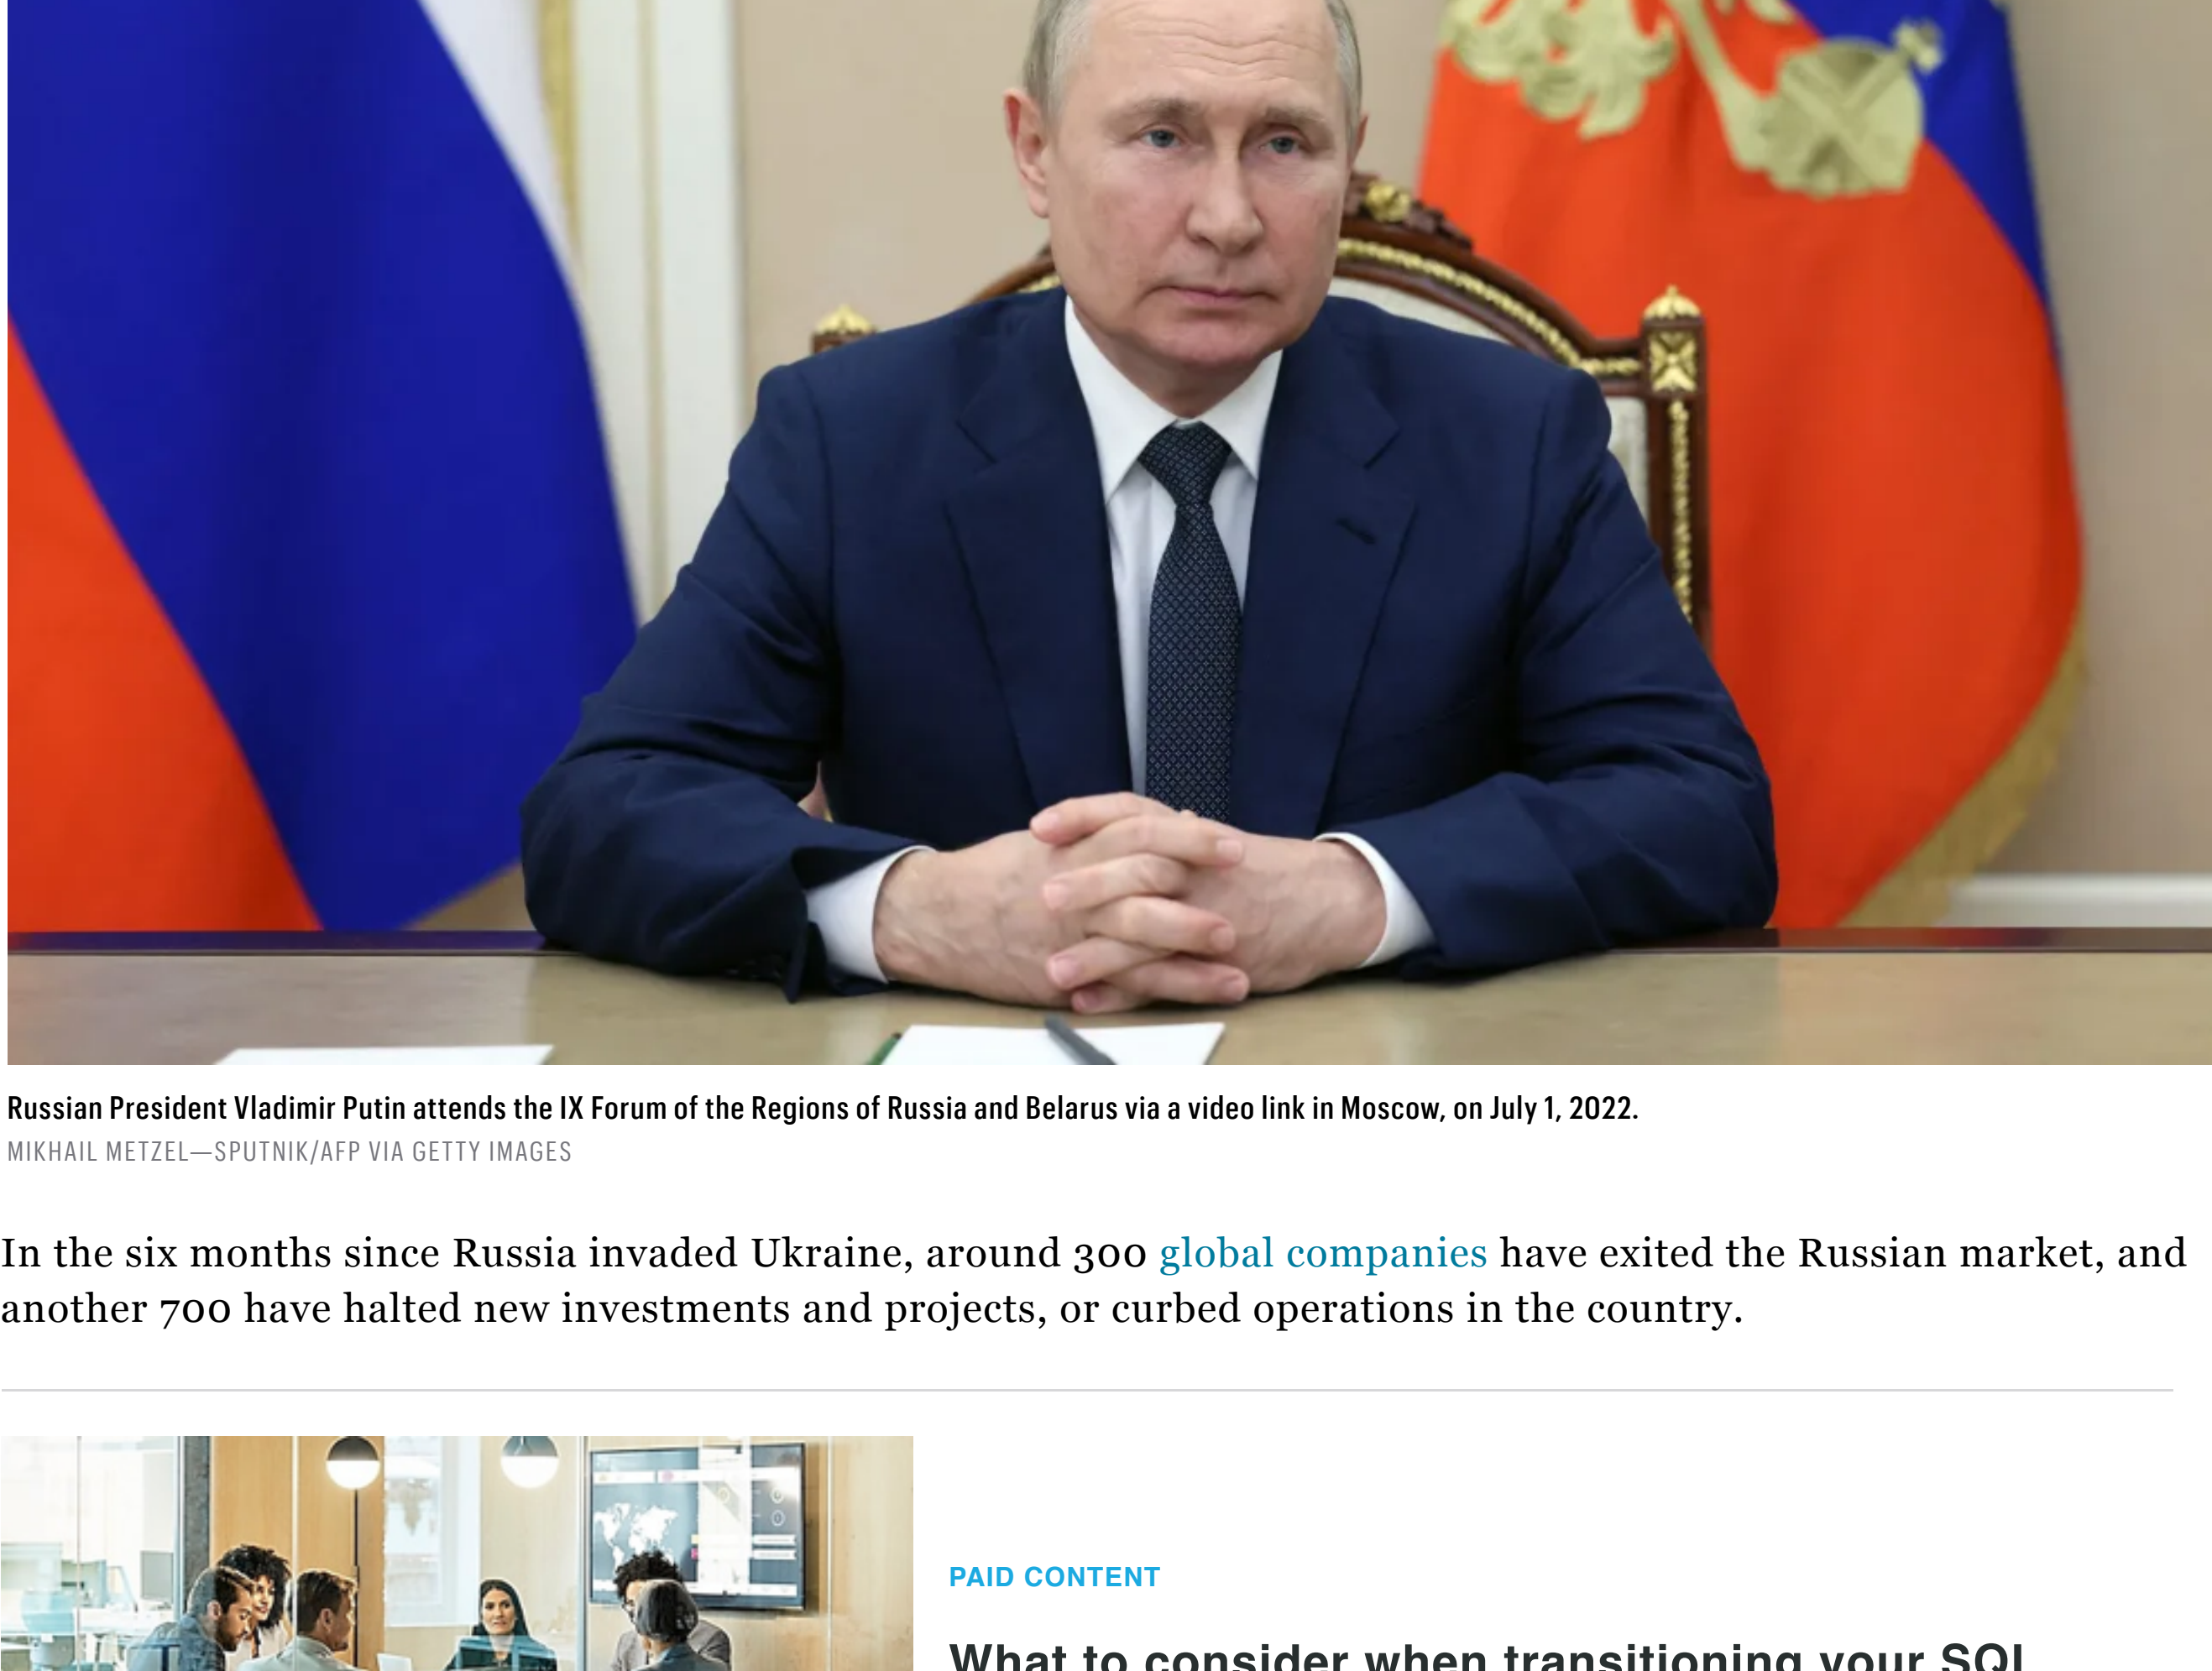 Russian President Vladimir Putin attends the IX Forum of the Regions of Russia and Belarus via a video link in Moscow, on July 1, 2022.
MIKHAIL METZEL—SPUTNIK/AFP VIA GETTY IMAGES
In the six months since Russia invaded Ukraine, around 300 global companies have exited the Russian market, and
another 700 have halted new investments and projects, or curbed operations in the country.
PAID CONTENT
What to consider when transitioning your SQL